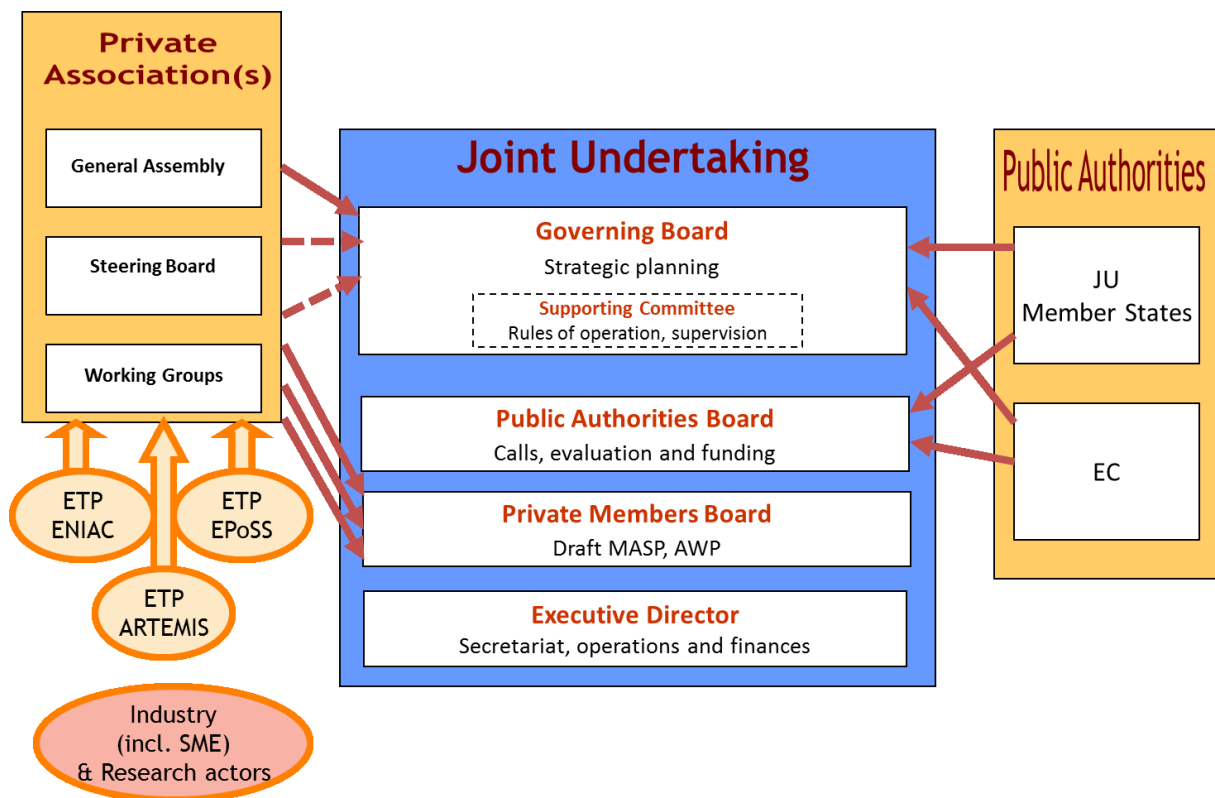 Private
Association(s)
General Assembly
Steering Board
Working Groups
ETP
ENIAC
ETP
EPoSS
ETP
ARTEMIS
Industry
(incl. SME)
& Research actors
Joint Undertaking
Governing Board
Strategic planning
Supporting Committee
Rules of operation, supervision
Public Authorities Board
Calls, evaluation and funding
Private Members Board
Draft MASP, AWP
Executive Director
Secretariat, operations and finances
Public Authorities
JU
Member States
EC